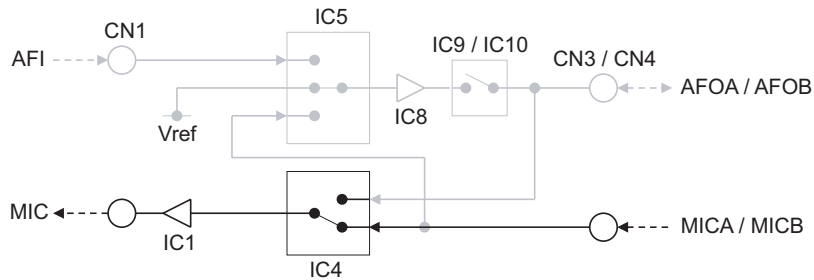 IC5
CN1
IC9 / IC10
CN3 / CN4
AFI
AFOA / AFOB
IC8
Vref
MIC
MICA / MICB
IC1
IC4